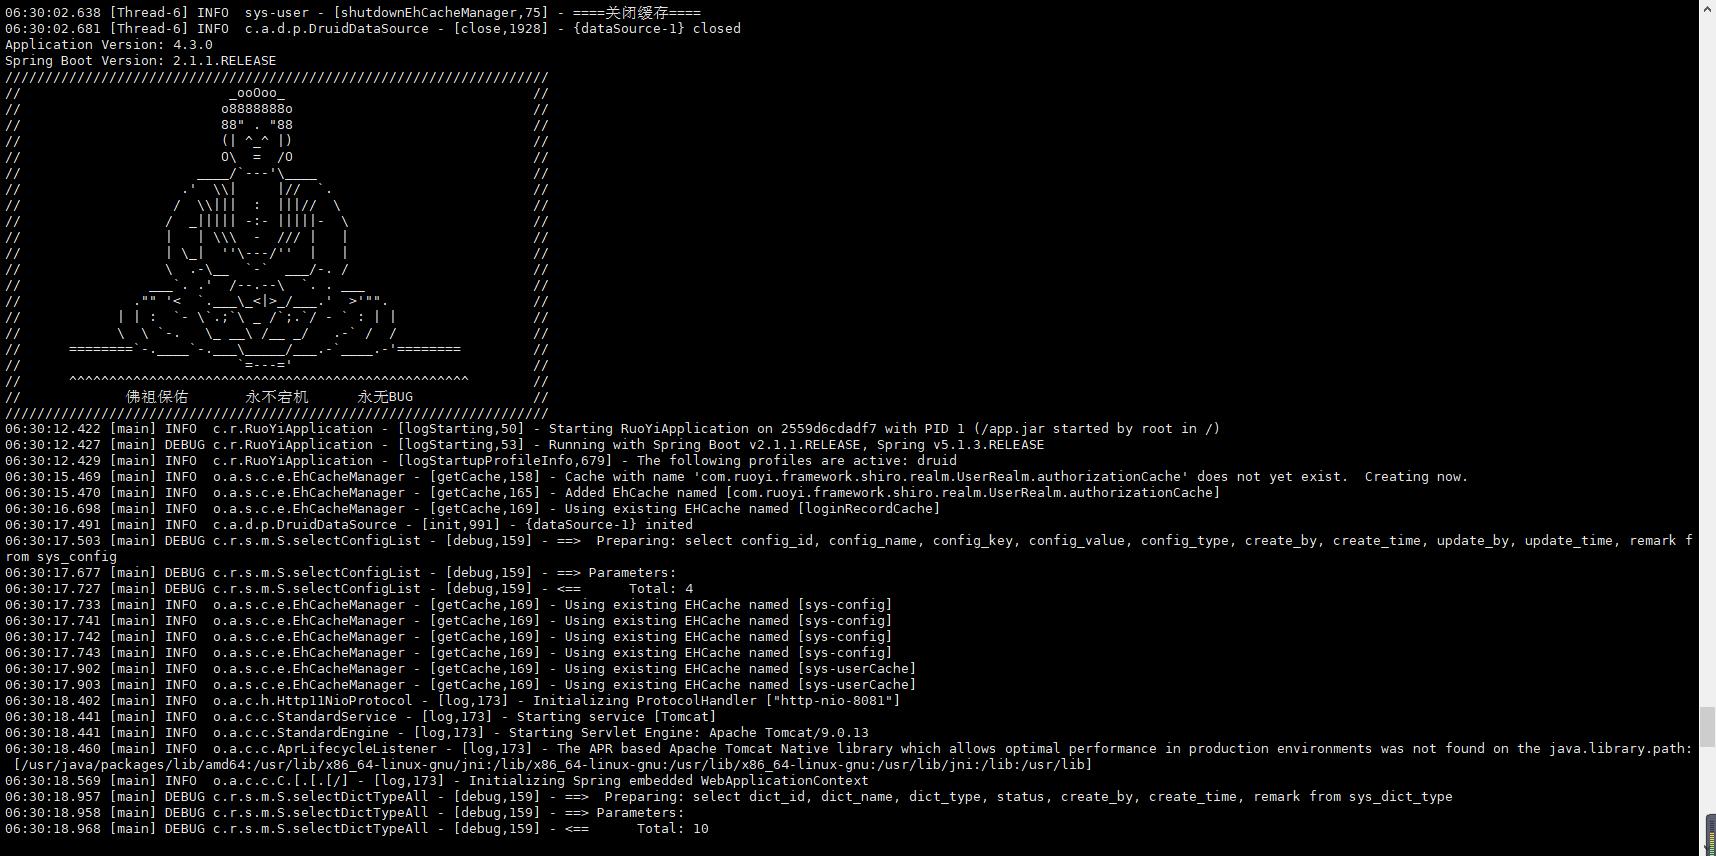 06:30:02.638 [Thread-6] INFO  sys-user - [shutdownEhCacheManager,75] - ====关闭缓存====
06:30:02.681 [Thread-6] INFO  c.a.d.p.DruidDataSource - [close,1928] - {dataSource-1} closed
Application Version: 4.3.0
Spring Boot Version: 2.1.1.RELEASE
////////////////////////////////////////////////////////////////////
//                          _ooOoo_                               //
//                         o8888888o                              //
//                         88" . "88                              //
//                         (| ^_^ |)                              //
//                         O\  =  /O                              //
//                      ____/`---'\____                           //
//                    .'  \\|     |//  `.                         //
//                   /  \\|||  :  |||//  \                        //
//                  /  _||||| -:- |||||-  \                       //
//                  |   | \\\  -  /// |   |                       //
//                  | \_|  ''\---/''  |   |                       //
//                  \  .-\__  `-`  ___/-. /                       //
//                ___`. .'  /--.--\  `. . ___                     //
//              ."" '<  `.___\_<|>_/___.'  >'"".                  //
//            | | :  `- \`.;`\ _ /`;.`/ - ` : | |                 //
//            \  \ `-.   \_ __\ /__ _/   .-` /  /                 //
//      ========`-.____`-.___\_____/___.-`____.-'========         //
//                           `=---='                              //
//      ^^^^^^^^^^^^^^^^^^^^^^^^^^^^^^^^^^^^^^^^^^^^^^^^^^        //
//             佛祖保佑       永不宕机      永无BUG               //
////////////////////////////////////////////////////////////////////
06:30:12.422 [main] INFO  c.r.RuoYiApplication - [logStarting,50] - Starting RuoYiApplication on 2559d6cdadf7 with PID 1 (/app.jar started by root in /)
06:30:12.427 [main] DEBUG c.r.RuoYiApplication - [logStarting,53] - Running with Spring Boot v2.1.1.RELEASE, Spring v5.1.3.RELEASE
06:30:12.429 [main] INFO  c.r.RuoYiApplication - [logStartupProfileInfo,679] - The following profiles are active: druid
06:30:15.469 [main] INFO  o.a.s.c.e.EhCacheManager - [getCache,158] - Cache with name 'com.ruoyi.framework.shiro.realm.UserRealm.authorizationCache' does not yet exist.  Creating now.
06:30:15.470 [main] INFO  o.a.s.c.e.EhCacheManager - [getCache,165] - Added EhCache named [com.ruoyi.framework.shiro.realm.UserRealm.authorizationCache]
06:30:16.698 [main] INFO  o.a.s.c.e.EhCacheManager - [getCache,169] - Using existing EHCache named [loginRecordCache]
06:30:17.491 [main] INFO  c.a.d.p.DruidDataSource - [init,991] - {dataSource-1} inited
06:30:17.503 [main] DEBUG c.r.s.m.S.selectConfigList - [debug,159] - ==>  Preparing: select config_id, config_name, config_key, config_value, config_type, create_by, create_time, update_by, update_time, remark f
rom sys_config
06:30:17.677 [main] DEBUG c.r.s.m.S.selectConfigList - [debug,159] - ==> Parameters:
06:30:17.727 [main] DEBUG c.r.s.m.S.selectConfigList - [debug,159] - <==      Total: 4
06:30:17.733 [main] INFO  o.a.s.c.e.EhCacheManager - [getCache,169] - Using existing EHCache named [sys-config]
06:30:17.741 [main] INFO  o.a.s.c.e.EhCacheManager - [getCache,169] - Using existing EHCache named [sys-config]
06:30:17.742 [main] INFO  o.a.s.c.e.EhCacheManager - [getCache,169] - Using existing EHCache named [sys-config]
06:30:17.743 [main] INFO  o.a.s.c.e.EhCacheManager - [getCache,169] - Using existing EHCache named [sys-config]
06:30:17.902 [main] INFO  o.a.s.c.e.EhCacheManager - [getCache,169] - Using existing EHCache named [sys-userCache]
06:30:17.903 [main] INFO  o.a.s.c.e.EhCacheManager - [getCache,169] - Using existing EHCache named [sys-userCache]
06:30:18.402 [main] INFO  o.a.c.h.Http11NioProtocol - [log,173] - Initializing ProtocolHandler ["http-nio-8081"]
06:30:18.441 [main] INFO  o.a.c.c.StandardService - [log,173] - Starting service [Tomcat]
06:30:18.441 [main] INFO  o.a.c.c.StandardEngine - [log,173] - Starting Servlet Engine: Apache Tomcat/9.0.13
06:30:18.460 [main] INFO  o.a.c.c.AprLifecycleListener - [log,173] - The APR based Apache Tomcat Native library which allows optimal performance in production environments was not found on the java.library.path:
 [/usr/java/packages/lib/amd64:/usr/lib/x86_64-linux-gnu/jni:/lib/x86_64-linux-gnu:/usr/lib/x86_64-linux-gnu:/usr/lib/jni:/lib:/usr/lib]
06:30:18.569 [main] INFO  o.a.c.c.C.[.[.[/] - [log,173] - Initializing Spring embedded WebApplicationContext
06:30:18.957 [main] DEBUG c.r.s.m.S.selectDictTypeAll - [debug,159] - ==>  Preparing: select dict_id, dict_name, dict_type, status, create_by, create_time, remark from sys_dict_type
06:30:18.958 [main] DEBUG c.r.s.m.S.selectDictTypeAll - [debug,159] - ==> Parameters:
06:30:18.968 [main] DEBUG c.r.s.m.S.selectDictTypeAll - [debug,159] - <==      Total: 10